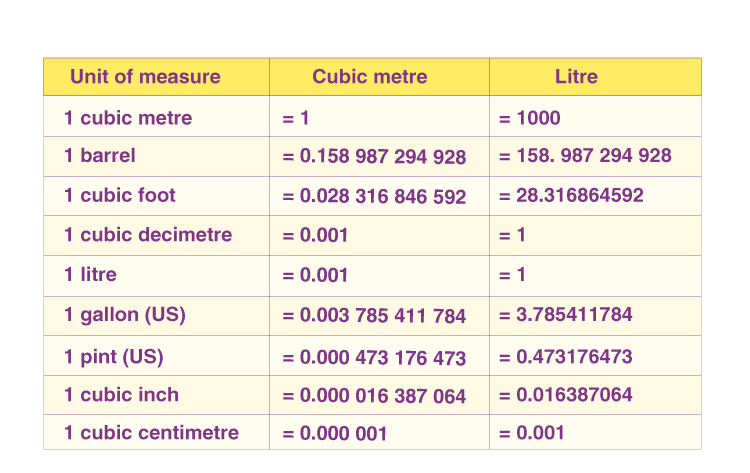 Unit of measure Cubic metre Litre
1 cubic metre = 1 = 1000
1 barrel = 0.158 987 294 928 = 158. 987 294 928
1 cubic foot = 0.028 316 846 592 = 28.316864592
1 cubic decimetre = 0.001 = 1
1 litre = 0.001 = 1
1 gallon (US) = 0.003 785 411 784 = 3.785411784
1 pint (US) = 0.000 473 176 473 = 0.473176473
1 cubic inch = 0.000 016 387 064 = 0.016387064
1 cubic centimetre = 0.000 001 = 0.001